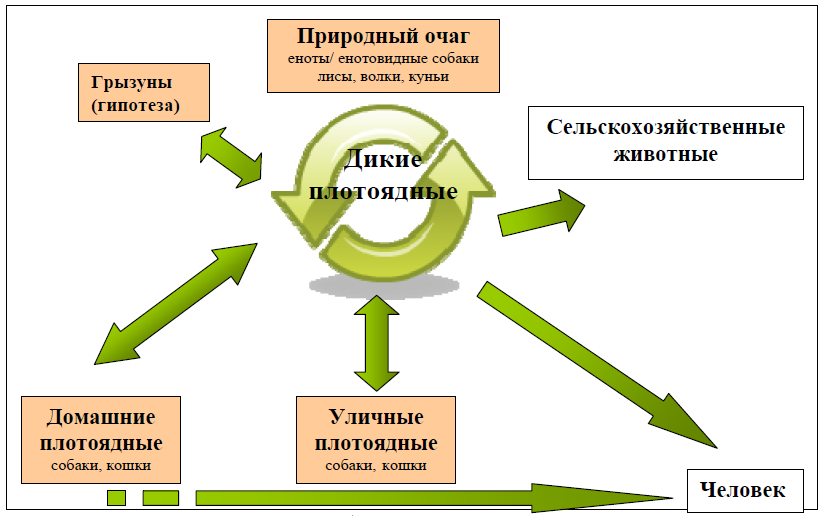 Природный очаг
еноты/ енотовидные собаки
лисы, волки, куньи
Грызуны
(гипотеза)
Сельскохозяйственные
животные
Дикие
плотоядные
Домашние
плотоядные
собаки, кошки
Уличные
плотоядные
собаки, кошки
Человек